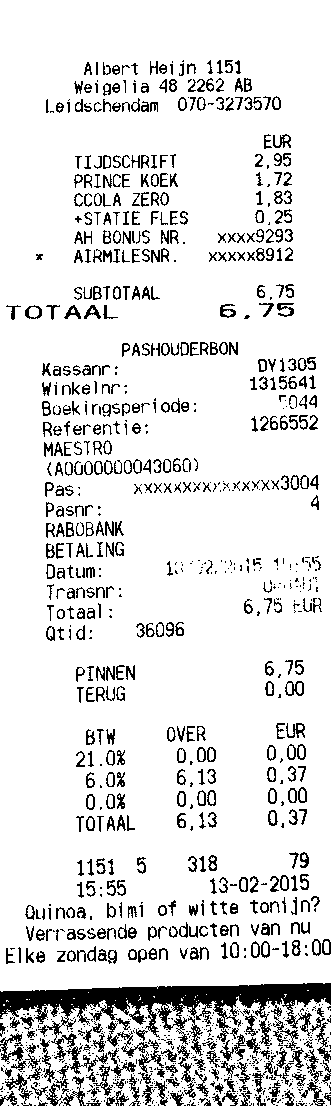 Albert Heijn 1151
Weigelia 48 2262 AB
Leidschendam 070-3273570
EUR
TIJDSCHRIFT 2,95
PRINCE KOEK 1,72
CCOLA ZERO 1,83
+STATIE FLES 0,25
AH BONUS NR. xxxx9293
* AIRMILESNR. xxxxx8912
SUBTOTAAL 6,75
TOTAAL 6,75
PASHOUDERBON
Kassanr: DY1305
Winkelnr: 1315641
Boekingsperiode: 5044
Referentie: 1266552
MAESTRO
(A0000000043060)
Pas: xxxxxxxxxxxxxxx3004
Pasnr: 4
RABOBANK
BETALING
Datum: 13/02/2015 15:55
Transnr:
Totaal: 6,75 EUR
Qtid: 36096
PINNEN 6,75
TERUG 0,00
BTW OVER EUR
21.0% 0,00 0,00
6.0% 6,13 0,37
0.0% 0,00 0,00
TOTAAL 6,13 0,37
1151 5 318 79
15:55 13-02-2015
Quinoa, bimi of witte tonijn?
Verrassende producten van nu
Elke zondag open van 10:00-18:00